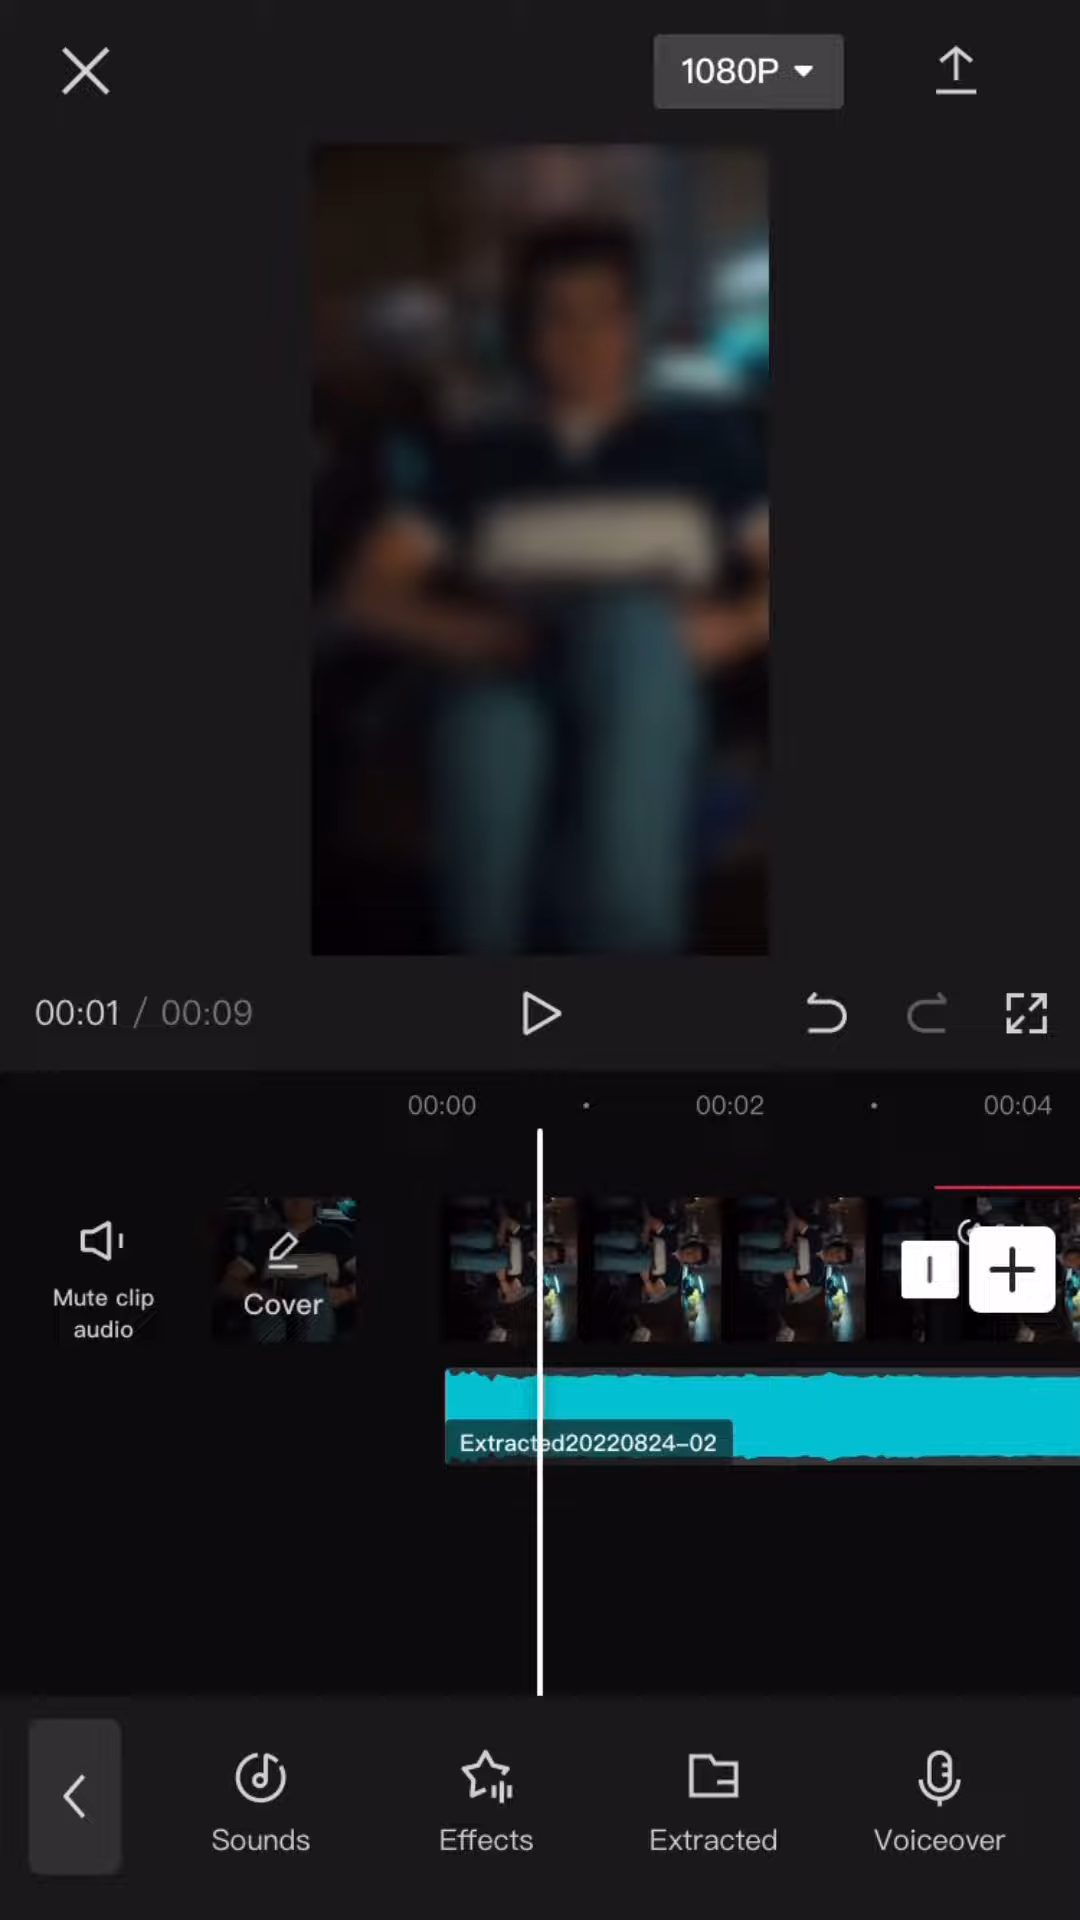 1080P
00:01 / 00:09
00:00
00:02
00:04
Mute clip
audio
Cover
Extracted20220824-02
Sounds
Effects
Extracted
Voiceover